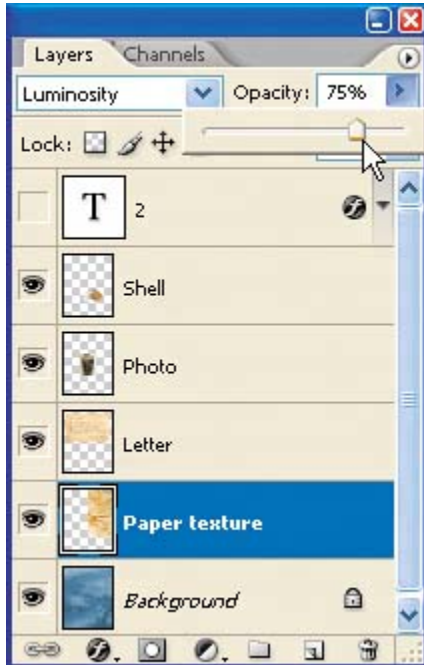 Layers Channels
Luminosity Opacity: 75%
Lock:
T 2
Shell
Photo
Letter
Paper texture
Background